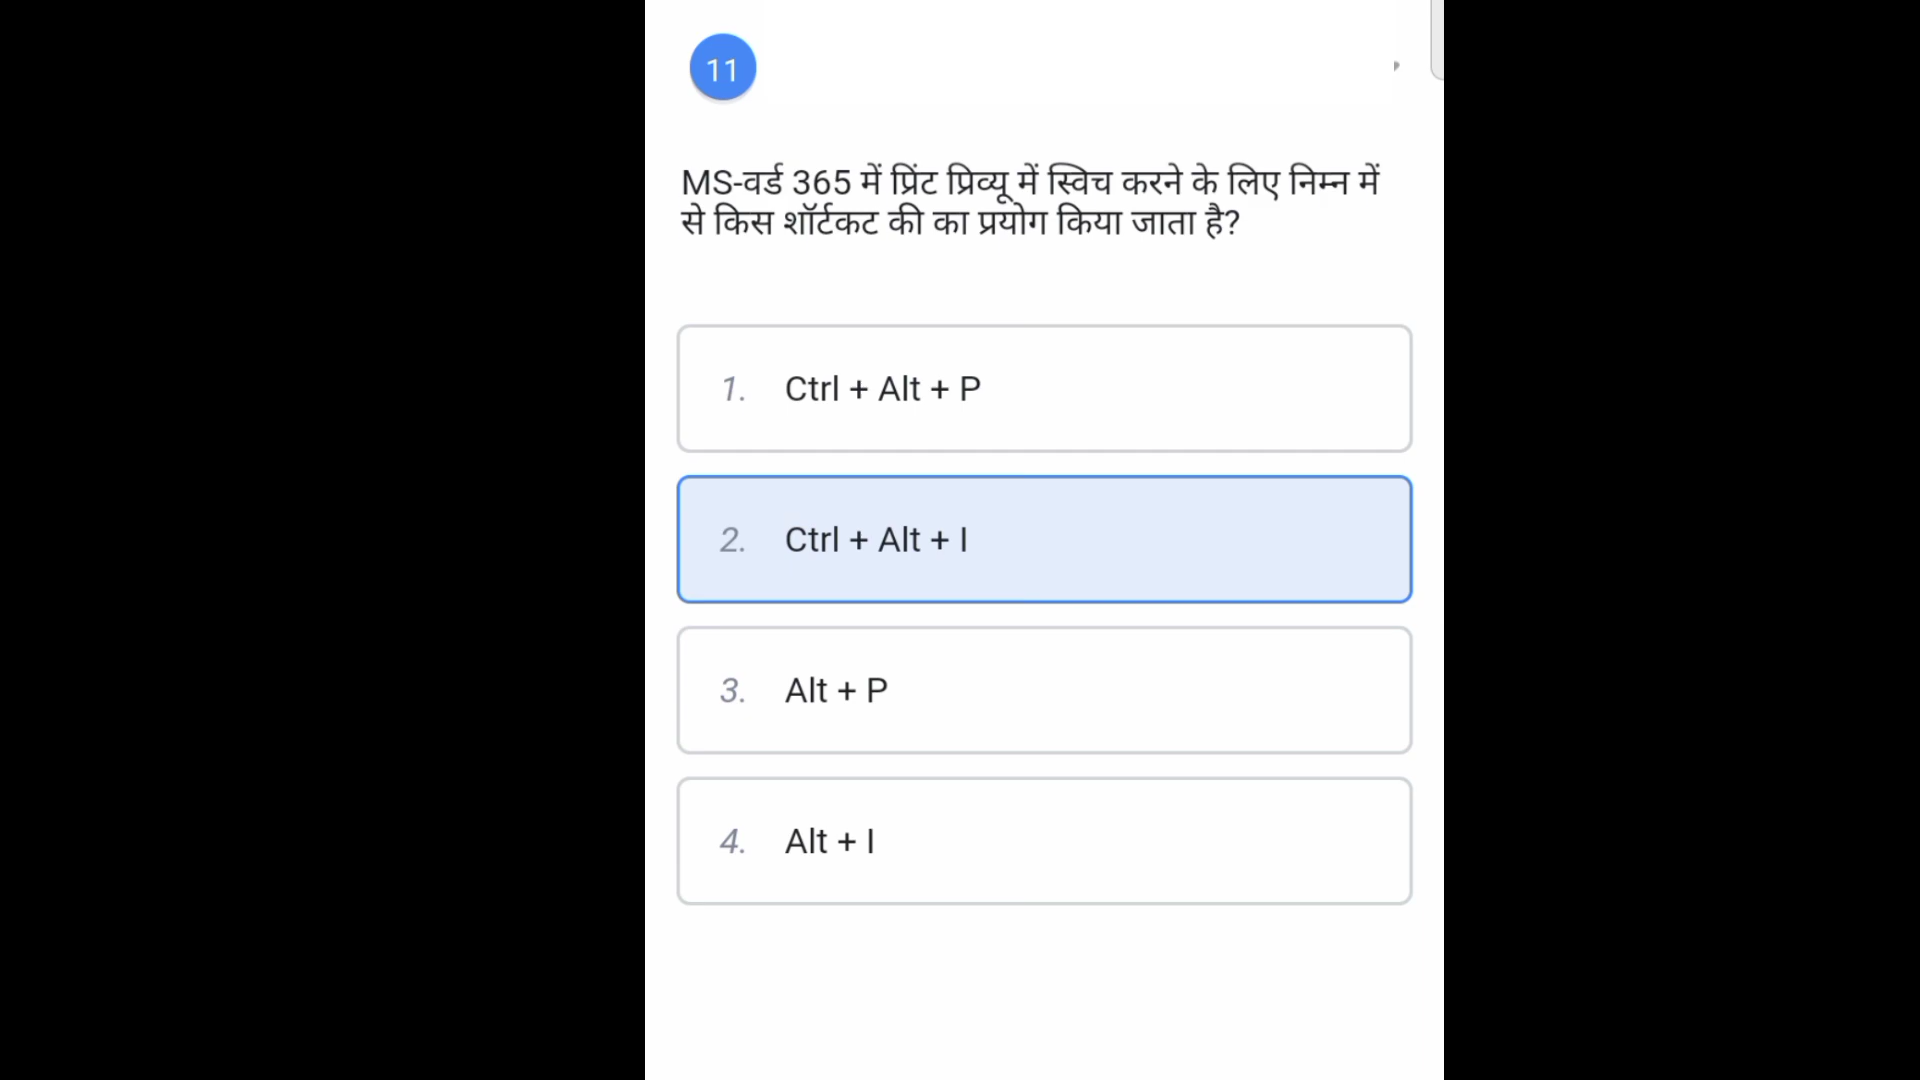 11
MS-वर्ड 365 में प्रिंट प्रिव्यू में स्विच करने के लिए निम्न में
से किस शॉर्टकट की का प्रयोग किया जाता है?
1. Ctrl + Alt + P
2. Ctrl + Alt + I
3. Alt + P
4. Alt + I